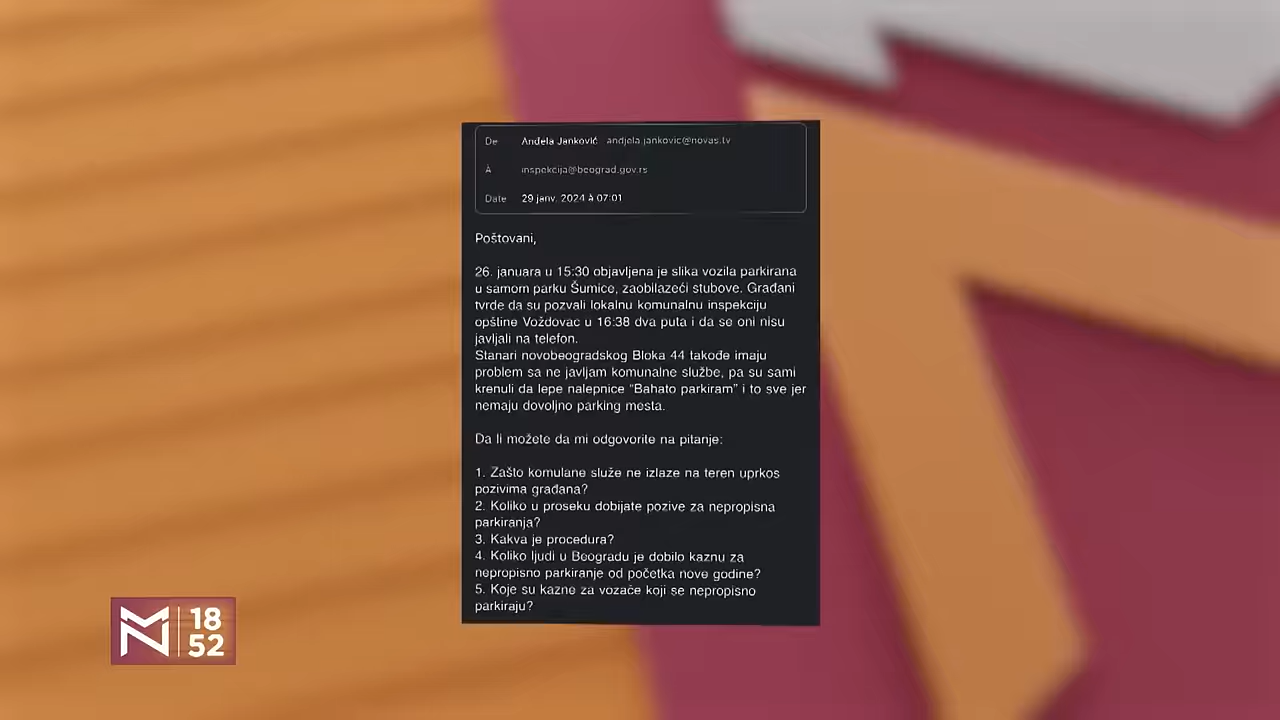 De Anđela Janković andjela.jankovic@novas.tv
À inspekcija@beograd.gov.rs
Date 29 janv. 2024 à 07:01
Poštovani,
26. januara u 15:30 objavljena je slika vozila parkirana
u samom parku Šumice, zaobilazeći stubove. Građani
tvrde da su pozvali lokalnu komunalnu inspekciju
opštine Voždovac u 16:38 dva puta i da se oni nisu
javljali na telefon.
Stanari novobeogradskog Bloka 44 takođe imaju
problem sa ne javljam komunalne službe, pa su sami
krenuli da lepe nalepnice “Bahato parkiram” i to sve jer
nemaju dovoljno parking mesta.
Da li možete da mi odgovorite na pitanje:
1. Zašto komulane služe ne izlaze na teren uprkos
pozivima građana?
2. Koliko u proseku dobijate pozive za nepropisna
parkiranja?
3. Kakva je procedura?
4. Koliko ljudi u Beogradu je dobilo kaznu za
nepropisno parkiranje od početka nove godine?
5. Koje su kazne za vozače koji se nepropisno
parkiraju?
18
52